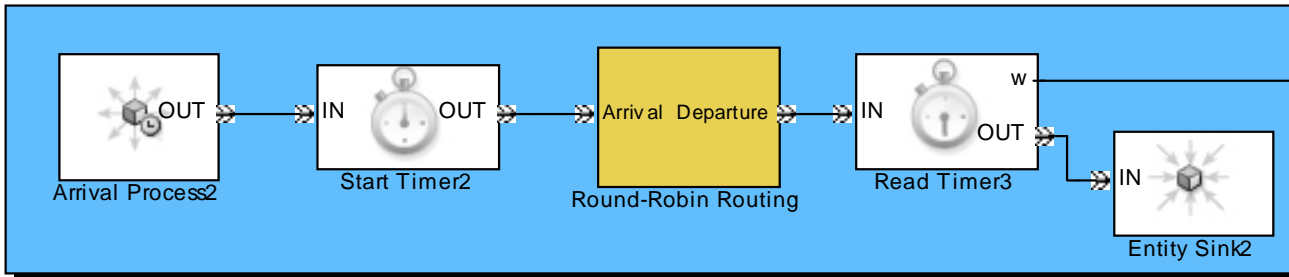 OUT
Arrival Process2
IN OUT
Start Timer2
Arrival Departure
Round-Robin Routing
IN w OUT
Read Timer3
IN
Entity Sink2